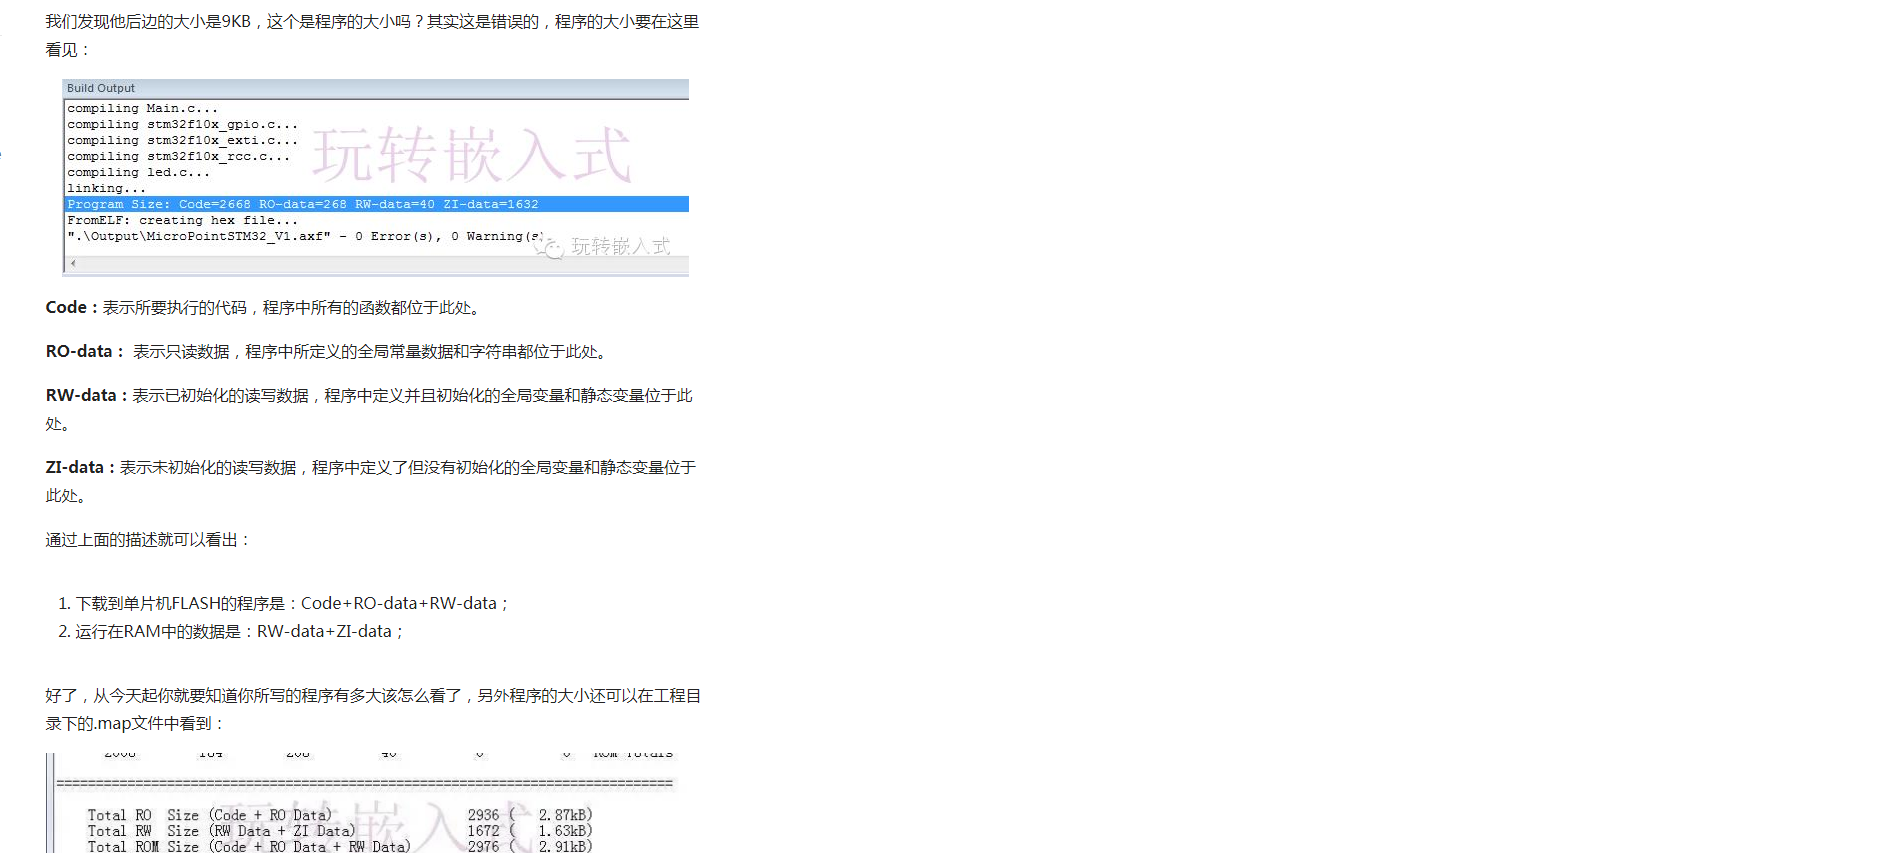 我们发现他后边的大小是9KB，这个是程序的大小吗？其实这是错误的，程序的大小要在这里
看见：
Build Output
compiling Main.c...
compiling stm32f10x_gpio.c...
compiling stm32f10x_exti.c...
compiling stm32f10x_rcc.c...
compiling led.c...
linking...
Program Size: Code=2668 RO-data=268 RW-data=40 ZI-data=1632
FromELF: creating hex file...
".\Output\MicroPointSTM32_V1.axf" - 0 Error(s), 0 Warning(s)
玩转嵌入式
玩转嵌入式
Code：表示所要执行的代码，程序中所有的函数都位于此处。
RO-data： 表示只读数据，程序中所定义的全局常量数据和字符串都位于此处。
RW-data：表示已初始化的读写数据，程序中定义并且初始化的全局变量和静态变量位于此
处。
ZI-data：表示未初始化的读写数据，程序中定义了但没有初始化的全局变量和静态变量位于
此处。
通过上面的描述就可以看出：
1. 下载到单片机FLASH的程序是：Code+RO-data+RW-data；
2. 运行在RAM中的数据是：RW-data+ZI-data；
好了，从今天起你就要知道你所写的程序有多大该怎么看了，另外程序的大小还可以在工程目
录下的.map文件中看到：
================================================================================
Total RO Size (Code + RO Data) 2936 ( 2.87kB)
Total RW Size (RW Data + ZI Data) 1672 ( 1.63kB)
Total ROM Size (Code + RO Data + RW Data) 2976 ( 2.91kB)
玩转嵌入式